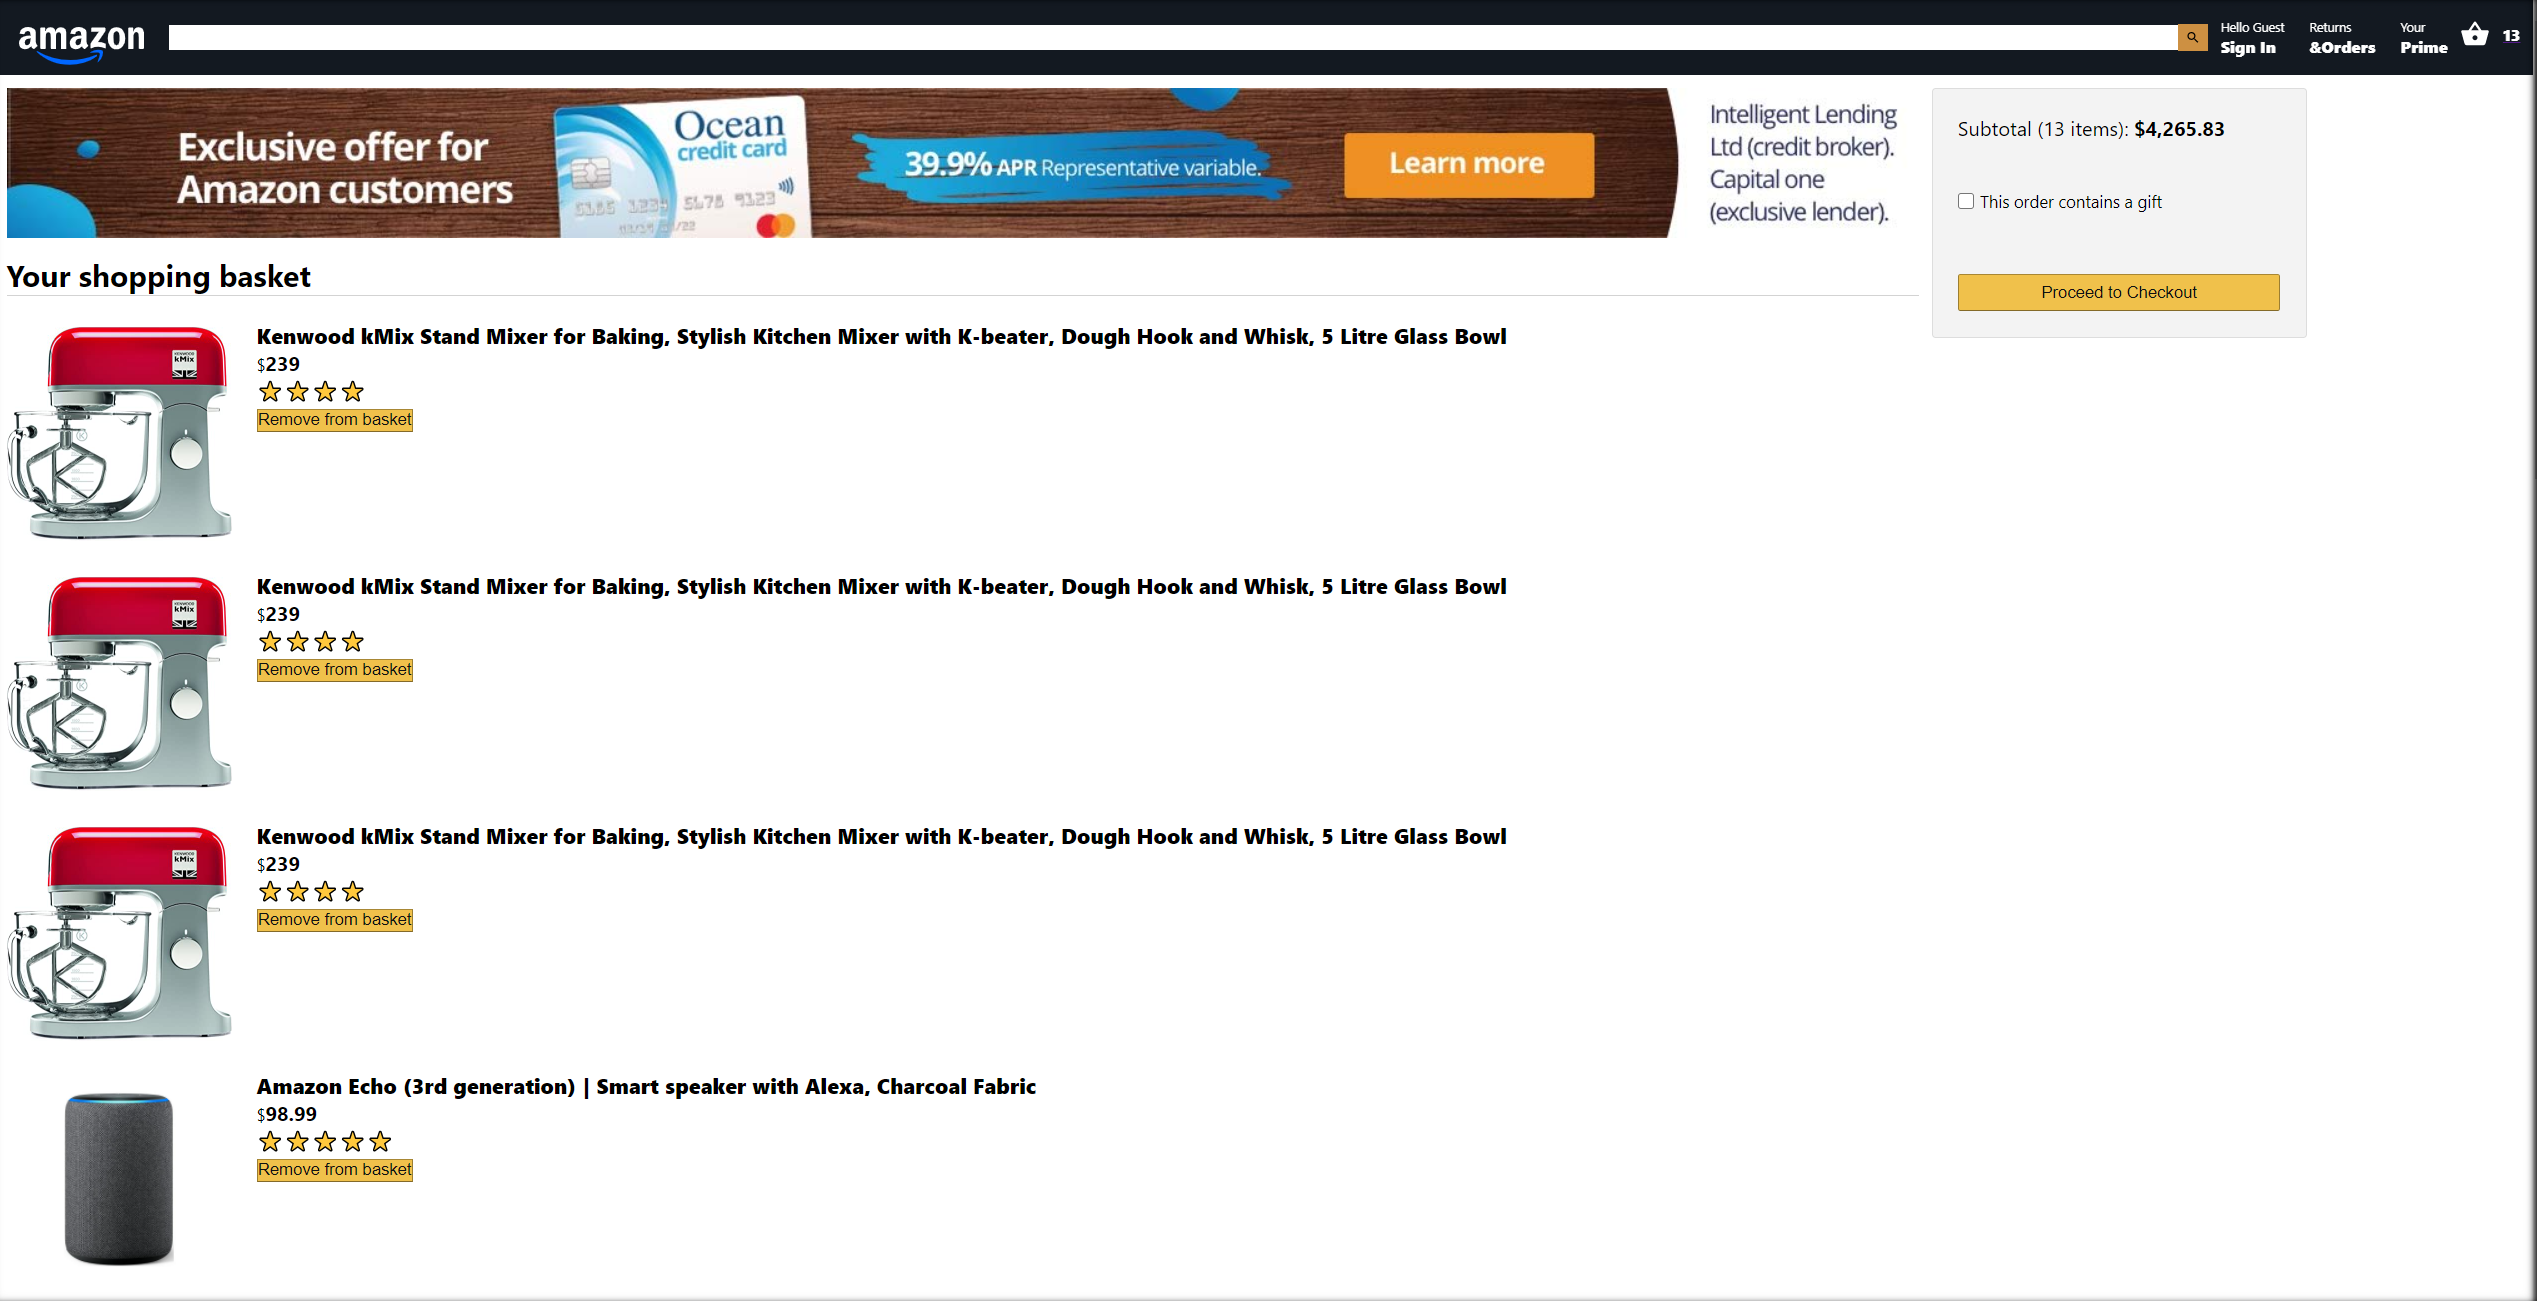 amazon
Hello Guest
Sign In
Returns
&Orders
Your
Prime
13
Exclusive offer for
Amazon customers
Ocean
credit card
39.9% APR Representative variable.
Learn more
Intelligent Lending
Ltd (credit broker).
Capital one
(exclusive lender).
Subtotal (13 items): $4,265.83
This order contains a gift
Proceed to Checkout
Your shopping basket
KENWOOD
kMix
Kenwood kMix Stand Mixer for Baking, Stylish Kitchen Mixer with K-beater, Dough Hook and Whisk, 5 Litre Glass Bowl
$239
Remove from basket
KENWOOD
kMix
Kenwood kMix Stand Mixer for Baking, Stylish Kitchen Mixer with K-beater, Dough Hook and Whisk, 5 Litre Glass Bowl
$239
Remove from basket
KENWOOD
kMix
Kenwood kMix Stand Mixer for Baking, Stylish Kitchen Mixer with K-beater, Dough Hook and Whisk, 5 Litre Glass Bowl
$239
Remove from basket
Amazon Echo (3rd generation) | Smart speaker with Alexa, Charcoal Fabric
$98.99
Remove from basket